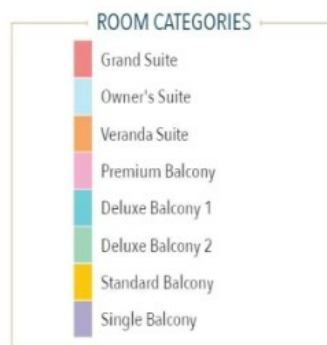 ROOM CATEGORIES
Grand Suite
Owner's Suite
Veranda Suite
Premium Balcony
Deluxe Balcony 1
Deluxe Balcony 2
Standard Balcony
Single Balcony